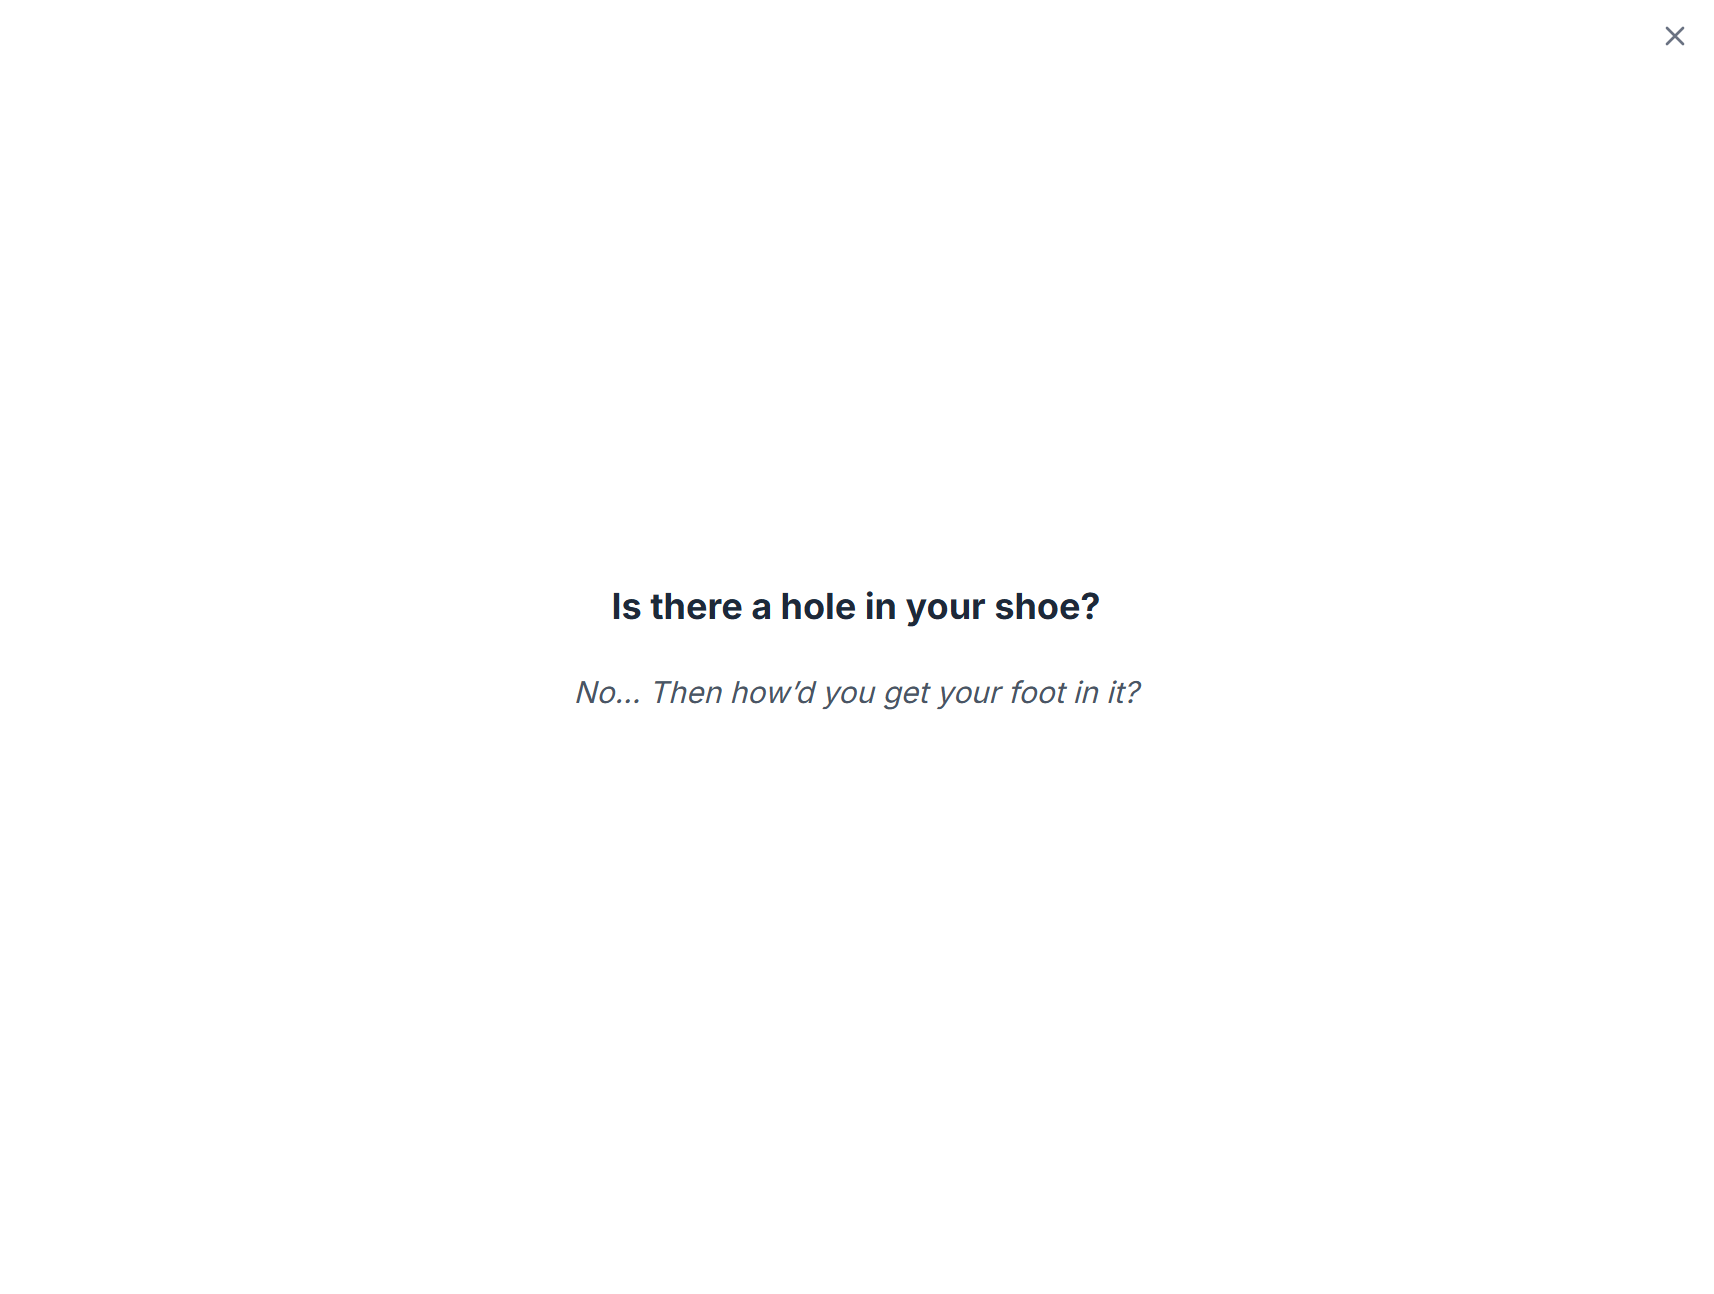 Is there a hole in your shoe?
No... Then how’d you get your foot in it?